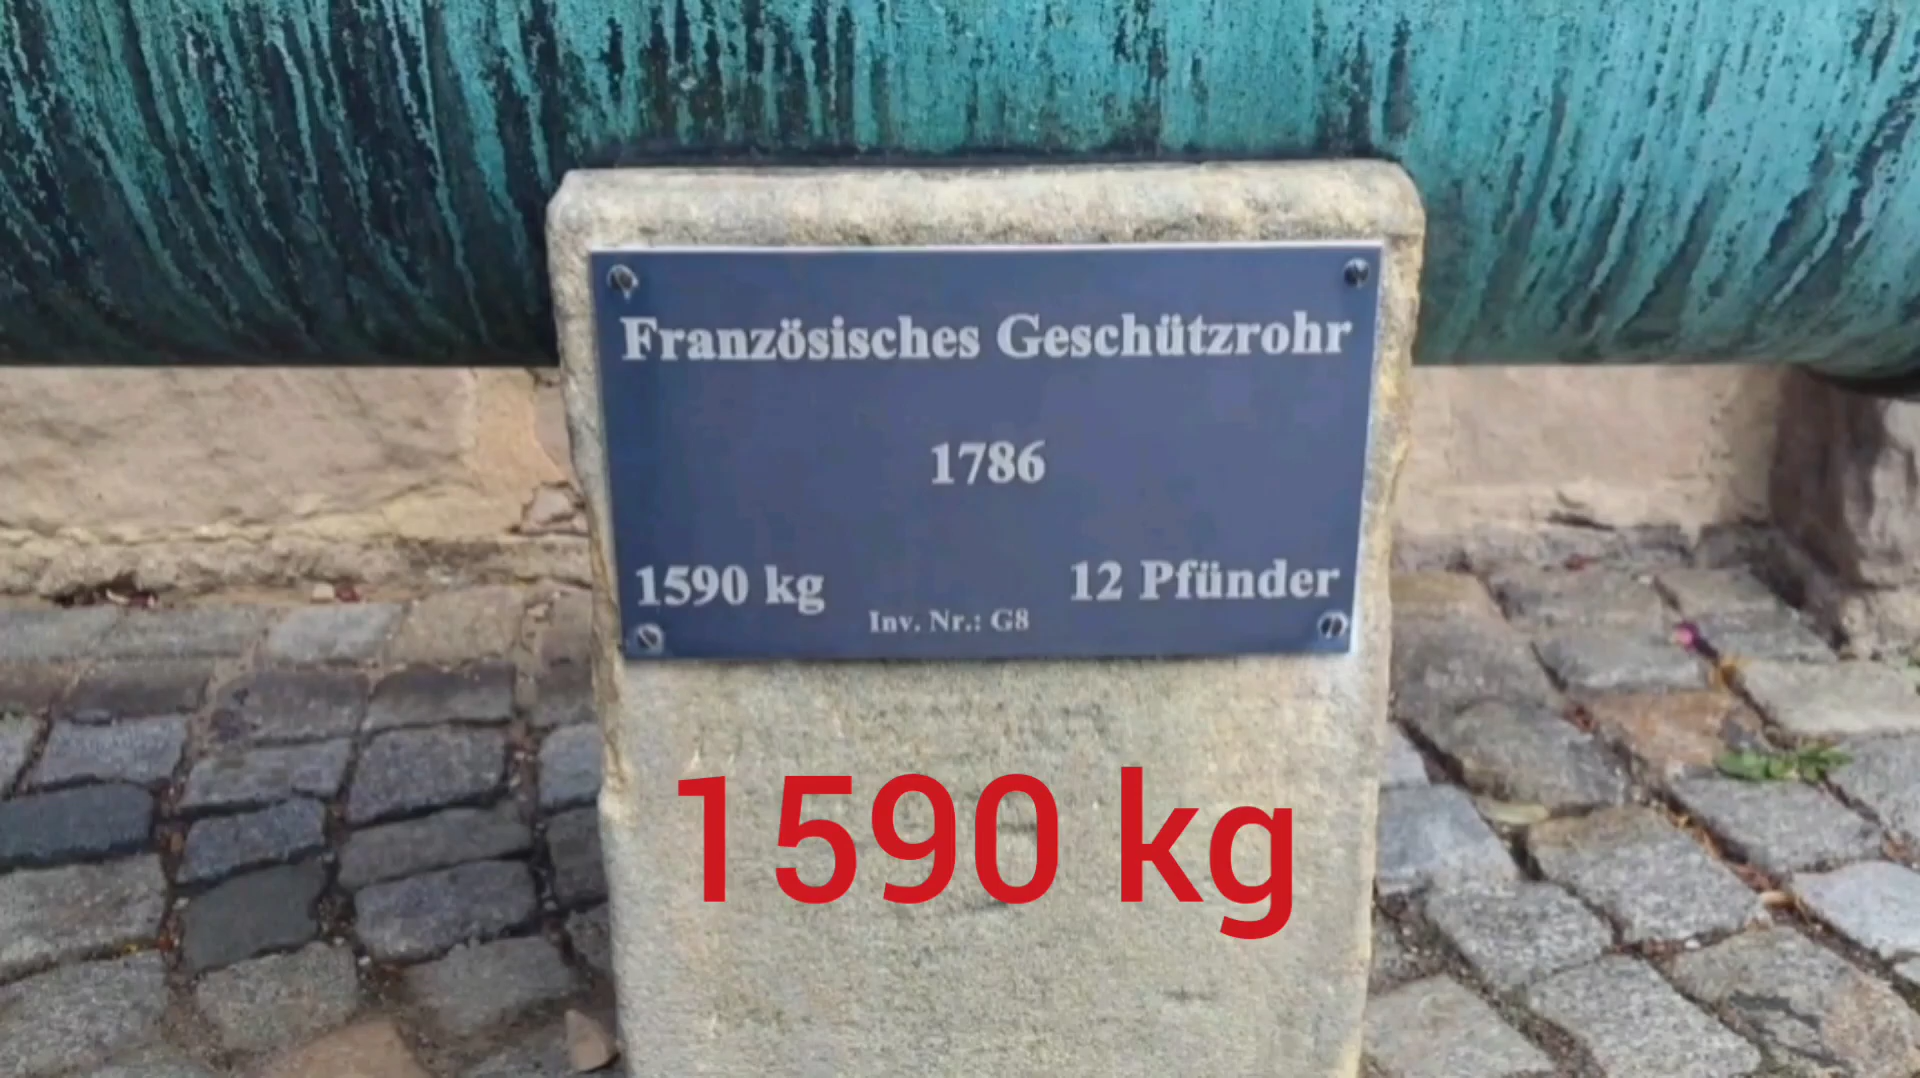 Französisches Geschützrohr
1786
1590 kg
12 Pfünder
Inv. Nr.: G8
1590 kg